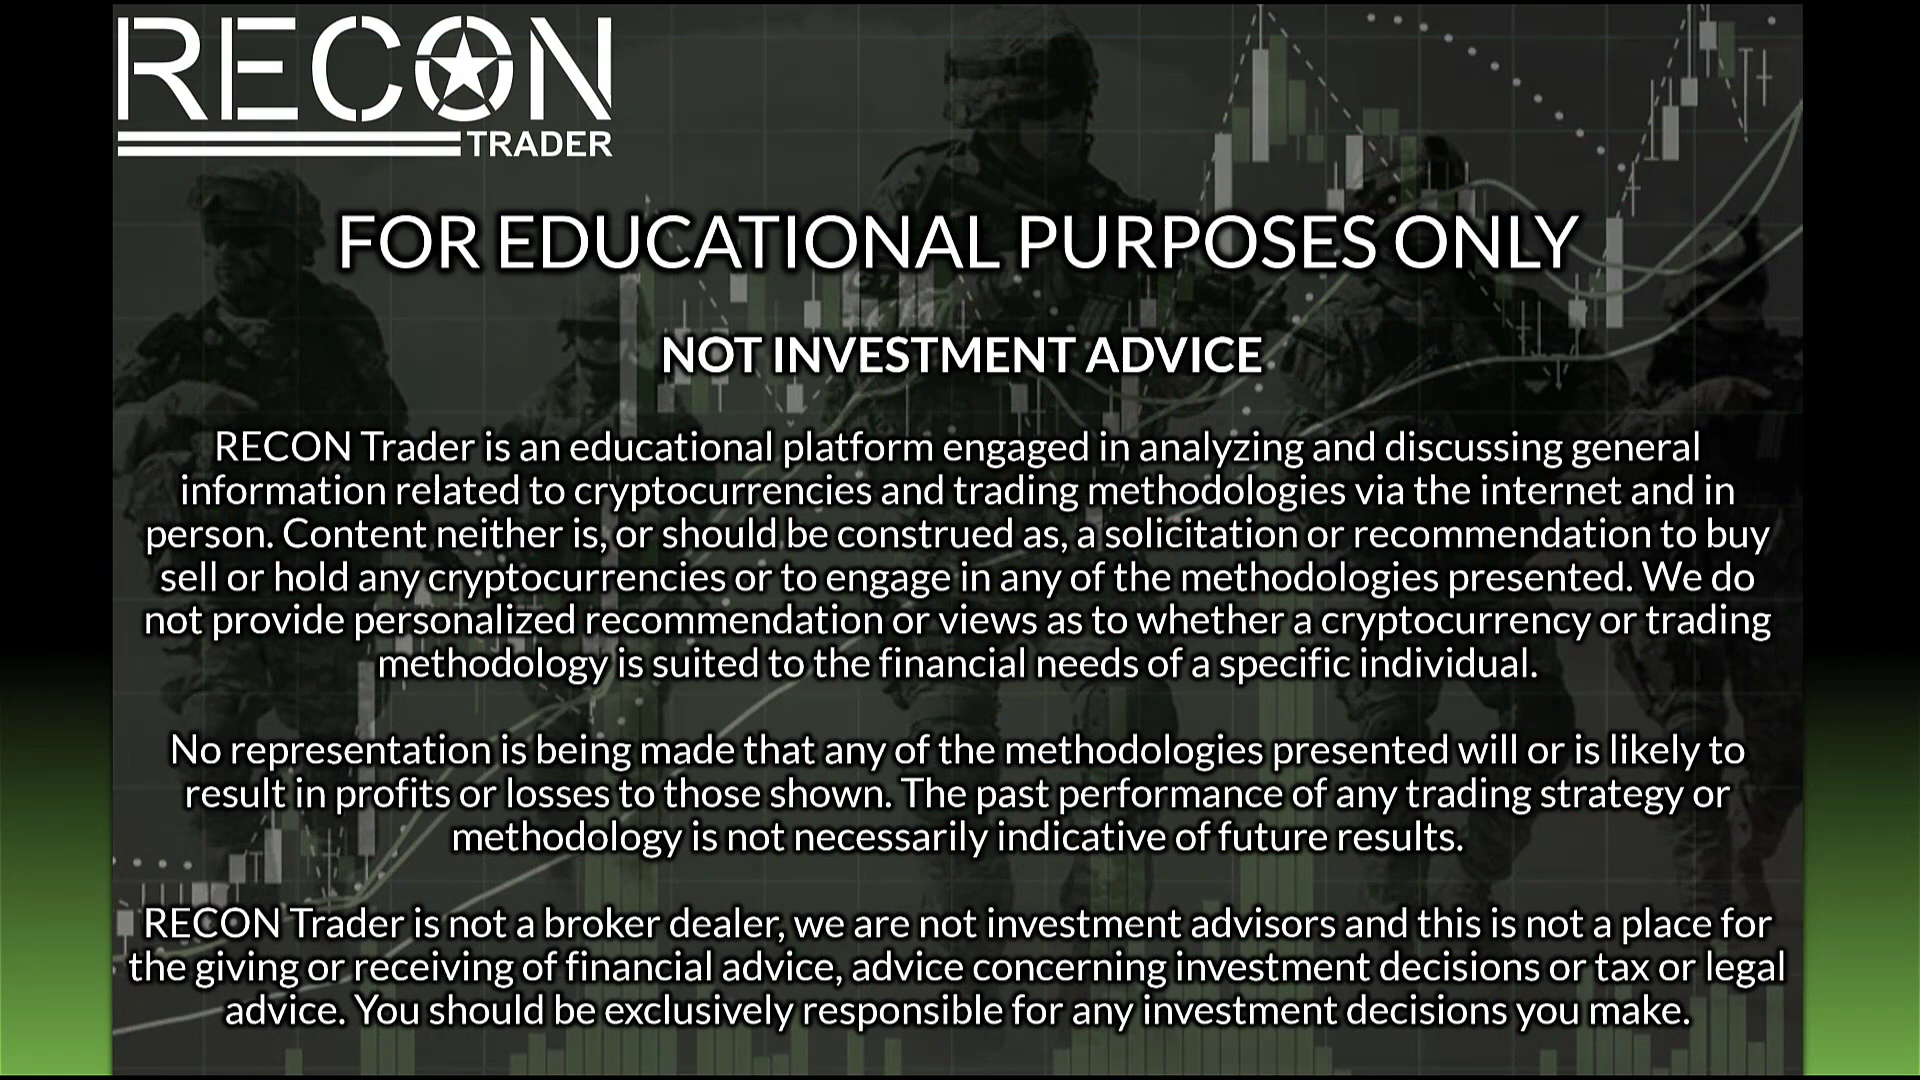 RECON
TRADER
FOR EDUCATIONAL PURPOSES ONLY
NOT INVESTMENT ADVICE
RECON Trader is an educational platform engaged in analyzing and discussing general
information related to cryptocurrencies and trading methodologies via the internet and in
person. Content neither is, or should be construed as, a solicitation or recommendation to buy
sell or hold any cryptocurrencies or to engage in any of the methodologies presented. We do
not provide personalized recommendation or views as to whether a cryptocurrency or trading
methodology is suited to the financial needs of a specific individual.
No representation is being made that any of the methodologies presented will or is likely to
result in profits or losses to those shown. The past performance of any trading strategy or
methodology is not necessarily indicative of future results.
RECON Trader is not a broker dealer, we are not investment advisors and this is not a place for
the giving or receiving of financial advice, advice concerning investment decisions or tax or legal
advice. You should be exclusively responsible for any investment decisions you make.